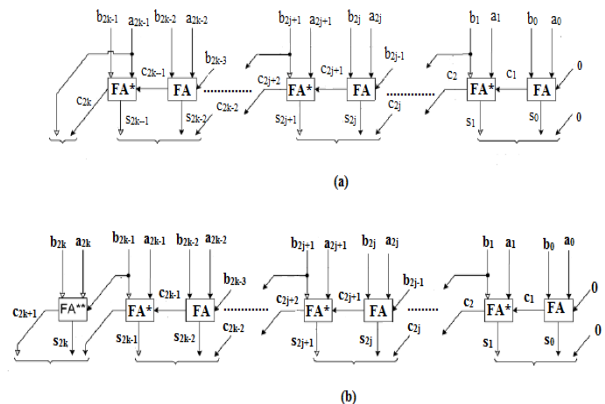 b2k-1 a2k-1 b2k-2 a2k-2 b2j+1 a2j+1 b2j a2j b1 a1 b0 a0
b2k-3 b2j-1 0
c2k FA* c2k-1 FA c2j+2 FA* c2j+1 FA c2 FA* c1 FA
s2k-1 s2k-2 c2k-2 s2j+1 s2j c2j s1 s0 0
(a)
b2k a2k b2k-1 a2k-1 b2k-2 a2k-2 b2j+1 a2j+1 b2j a2j b1 a1 b0 a0
b2k-3 b2j-1 0
c2k+1 FA** FA* c2k-1 FA c2j+2 FA* c2j+1 FA c2 FA* c1 FA
s2k s2k-1 s2k-2 c2k-2 s2j+1 s2j c2j s1 s0 0
(b)